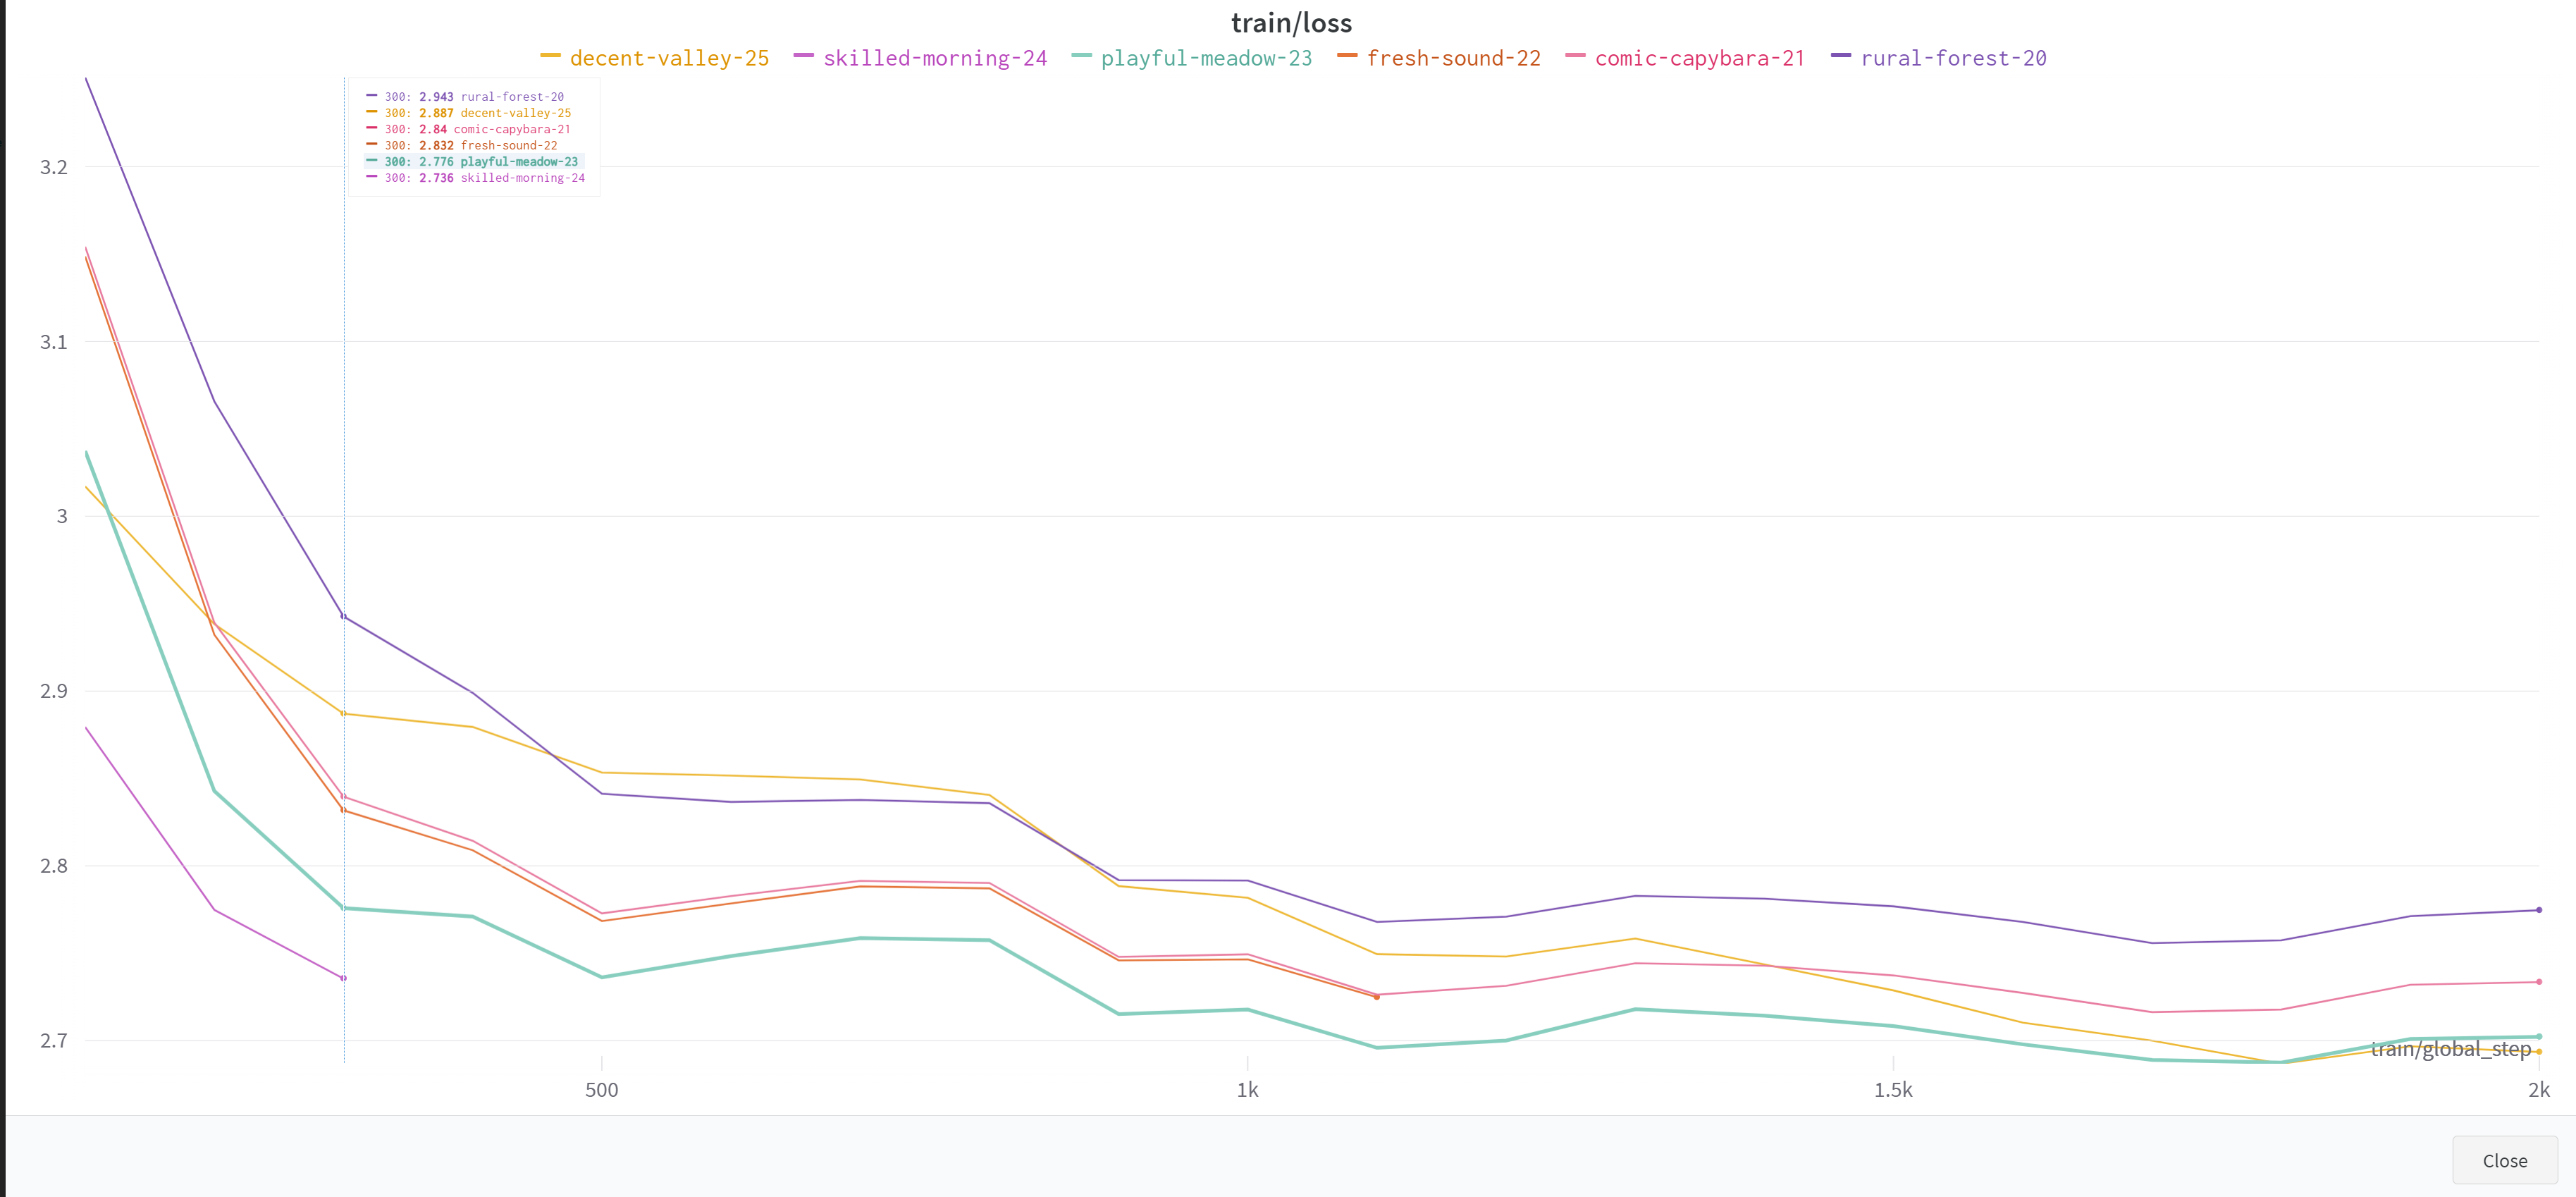 train/loss
decent-valley-25 skilled-morning-24 playful-meadow-23 fresh-sound-22 comic-capybara-21 rural-forest-20
300: 2.943 rural-forest-20
300: 2.887 decent-valley-25
300: 2.84 comic-capybara-21
300: 2.832 fresh-sound-22
300: 2.776 playful-meadow-23
300: 2.736 skilled-morning-24
3.2
3.1
3
2.9
2.8
2.7
train/global_step
500 1k 1.5k 2k
Close